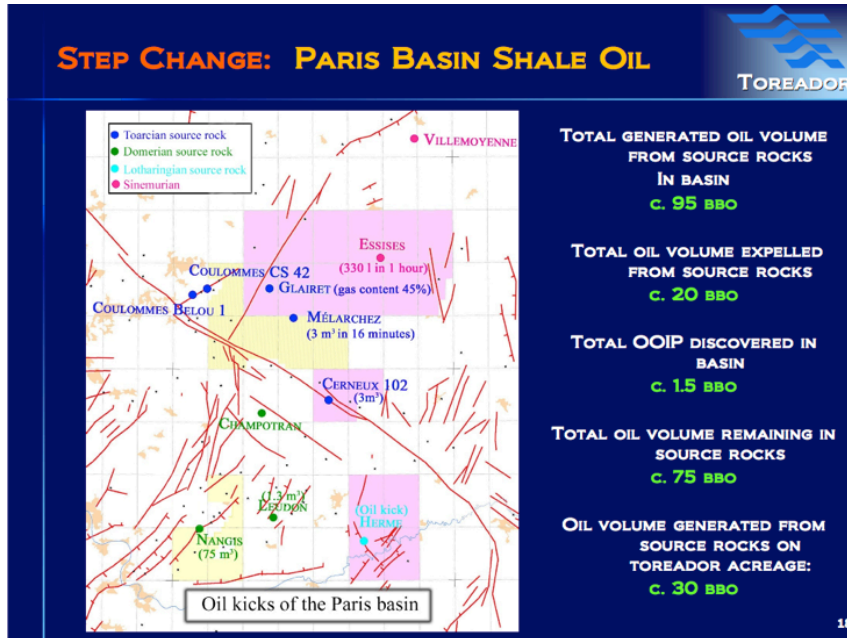 STEP CHANGE: PARIS BASIN SHALE OIL
TOREADOR
Toarcian source rock
Domerian source rock
Lotharingian source rock
Sinemurian
VILLEMOYENNE
ESSISES
(330 l in 1 hour)
COULOMMES CS 42
GLAIRET (gas content 45%)
COULOMMES BELOU 1
MÉLARCHEZ
(3 m³ in 16 minutes)
CERNEUX 102
(3m³)
CHAMPOTRAN
(1.3 m³)
LEUDON
(Oil kick)
HERME
NANGIS
(75 m³)
Oil kicks of the Paris basin
TOTAL GENERATED OIL VOLUME
FROM SOURCE ROCKS
IN BASIN
C. 95 BBO
TOTAL OIL VOLUME EXPELLED
FROM SOURCE ROCKS
C. 20 BBO
TOTAL OOIP DISCOVERED IN
BASIN
C. 1.5 BBO
TOTAL OIL VOLUME REMAINING IN
SOURCE ROCKS
C. 75 BBO
OIL VOLUME GENERATED FROM
SOURCE ROCKS ON
TOREADOR ACREAGE:
C. 30 BBO
18